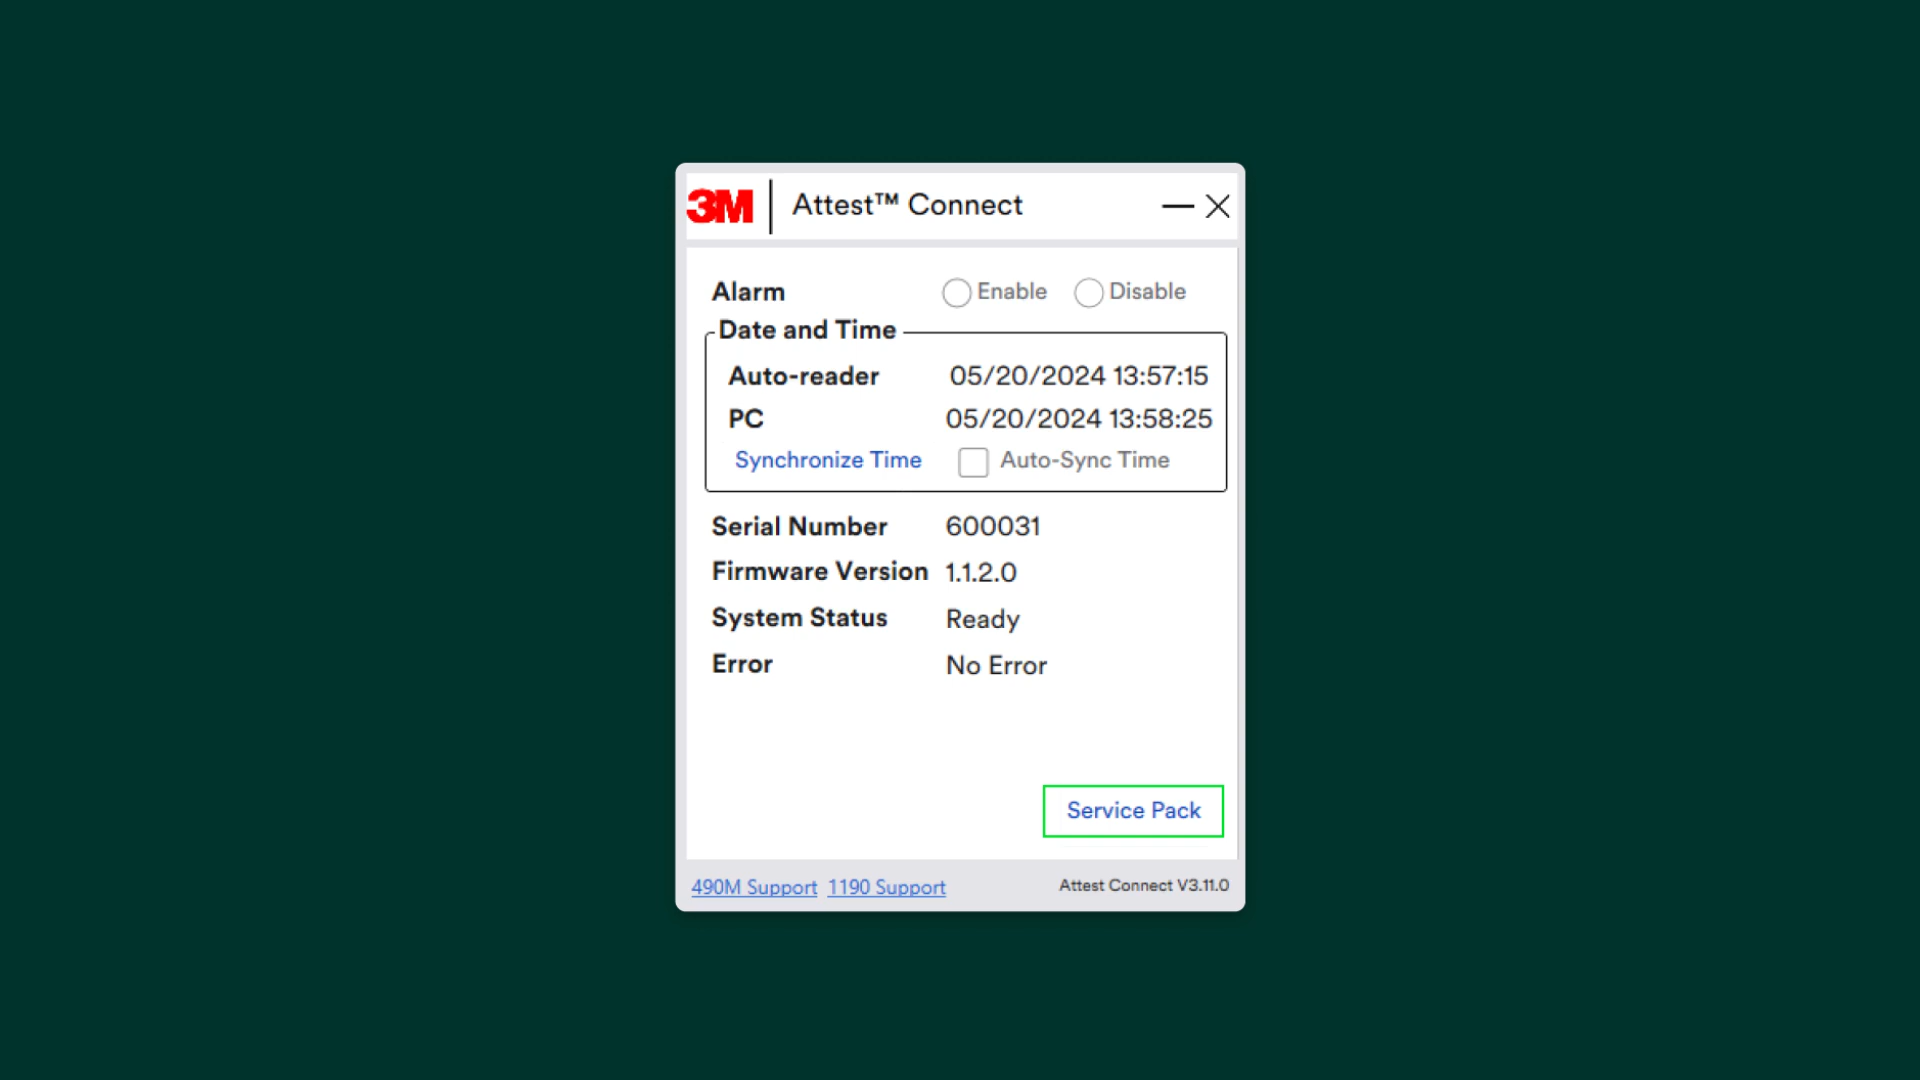 3M Attest™ Connect
Alarm Enable Disable
Date and Time
Auto-reader 05/20/2024 13:57:15
PC 05/20/2024 13:58:25
Synchronize Time Auto-Sync Time
Serial Number 600031
Firmware Version 1.1.2.0
System Status Ready
Error No Error
Service Pack
490M Support 1190 Support Attest Connect V3.11.0